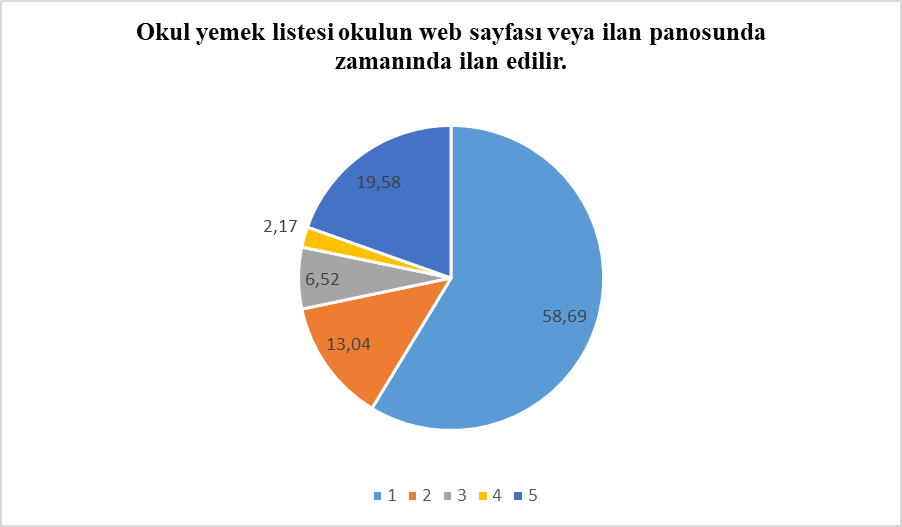 Okul yemek listesi okulun web sayfası veya ilan panosunda
zamanında ilan edilir.
19,58
2,17
6,52
58,69
13,04
1 2 3 4 5